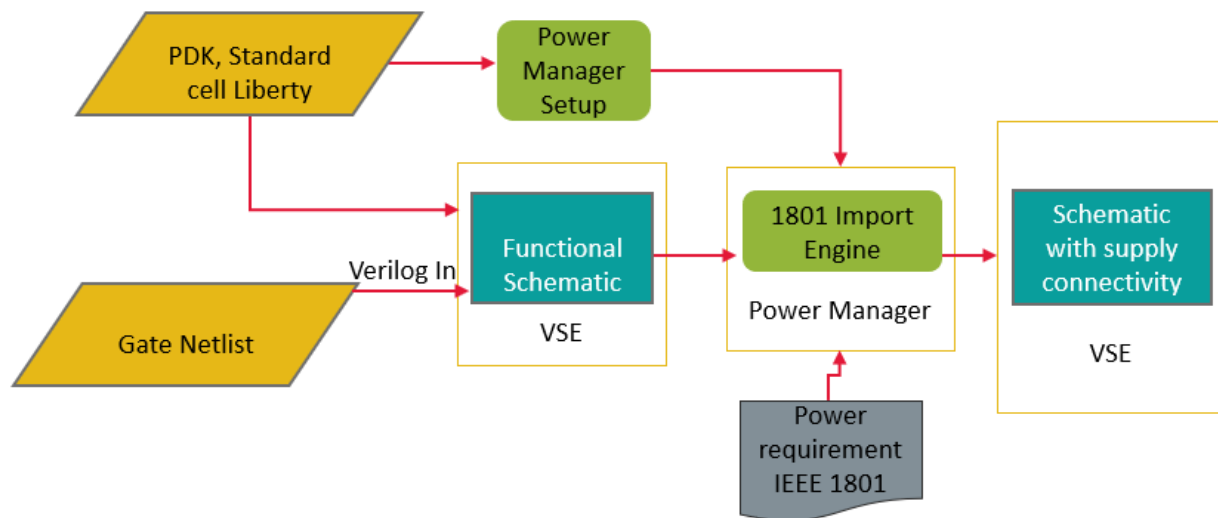 PDK, Standard
cell Liberty
Power
Manager
Setup
Verilog In
Gate Netlist
Functional
Schematic
VSE
1801 Import
Engine
Power Manager
Power
requirement
IEEE 1801
Schematic
with supply
connectivity
VSE